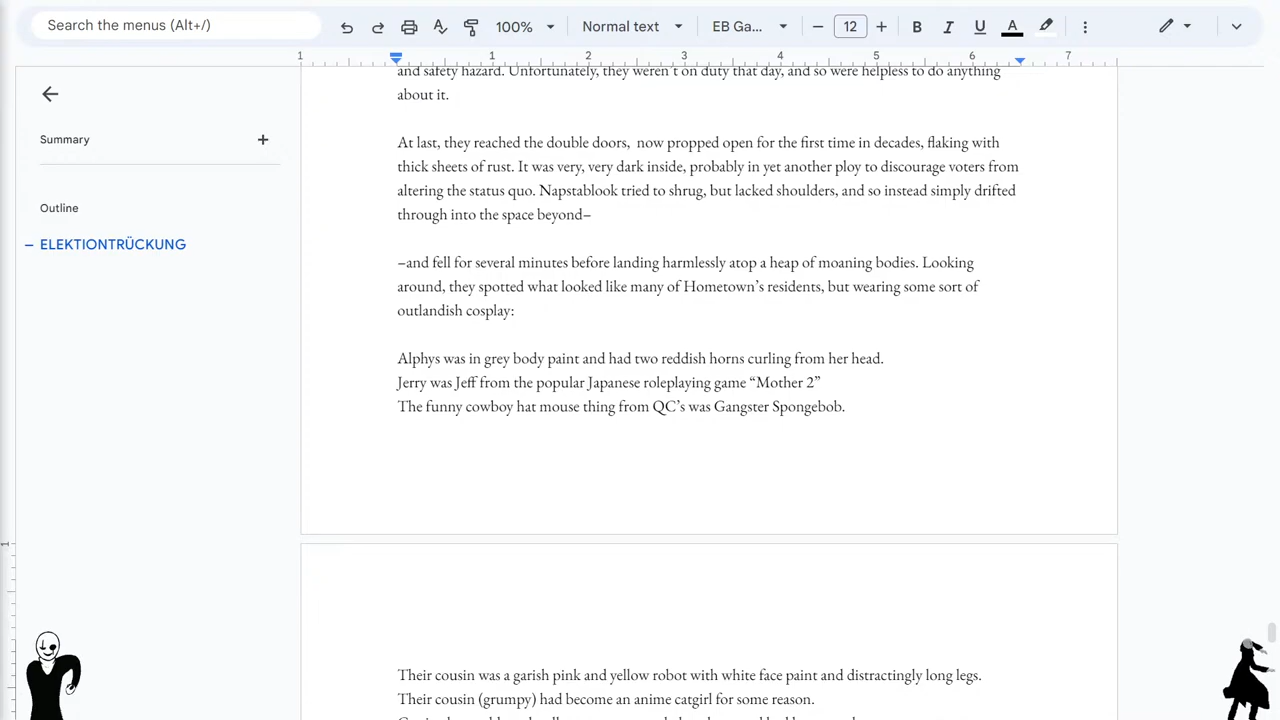 Search the menus (Alt+/)
100%
Normal text
EB Ga...
12
B I U A
1 1 2 3 4 5 6 7
and safety hazard. Unfortunately, they weren't on duty that day, and so were helpless to do anything
about it.
Summary
At last, they reached the double doors,  now propped open for the first time in decades, flaking with
thick sheets of rust. It was very, very dark inside, probably in yet another ploy to discourage voters from
altering the status quo. Napstablook tried to shrug, but lacked shoulders, and so instead simply drifted
through into the space beyond–
Outline
ELEKTIONTRÜCKUNG
–and fell for several minutes before landing harmlessly atop a heap of moaning bodies. Looking
around, they spotted what looked like many of Hometown’s residents, but wearing some sort of
outlandish cosplay:
Alphys was in grey body paint and had two reddish horns curling from her head.
Jerry was Jeff from the popular Japanese roleplaying game “Mother 2”
The funny cowboy hat mouse thing from QC’s was Gangster Spongebob.
1
Their cousin was a garish pink and yellow robot with white face paint and distractingly long legs.
Their cousin (grumpy) had become an anime catgirl for some reason.